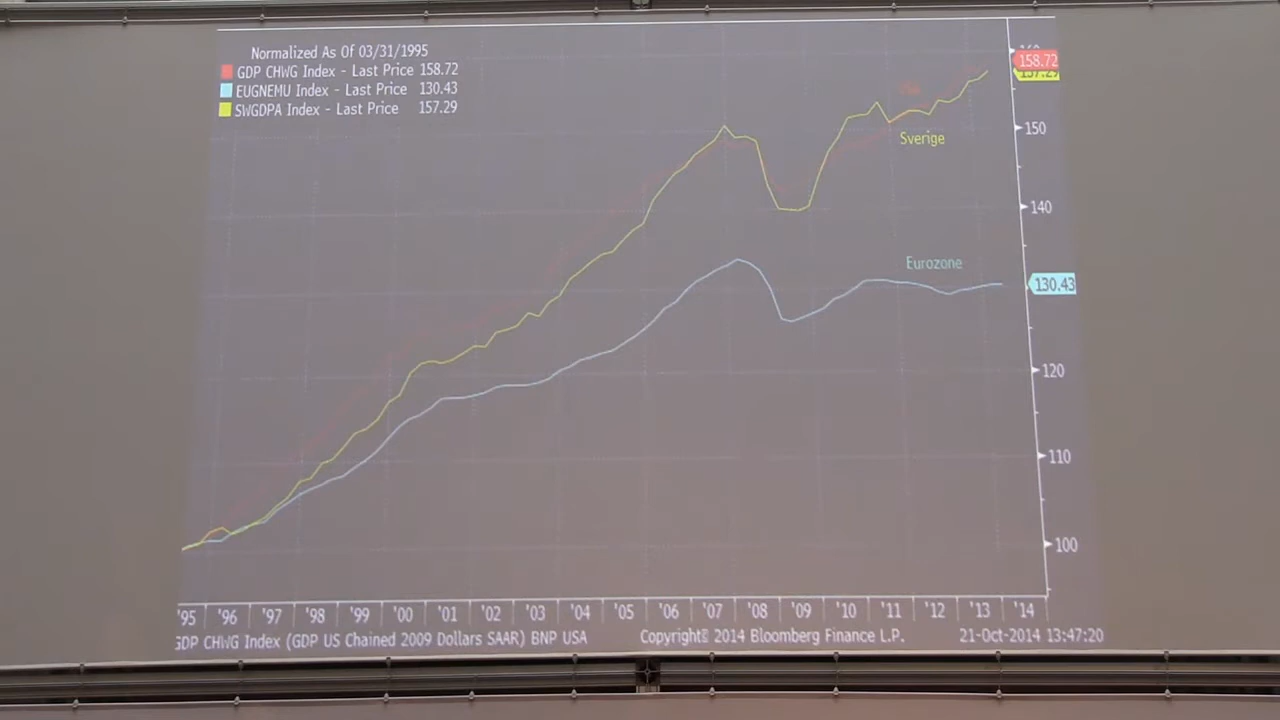 Normalized As Of 03/31/1995
GDP CHWG Index - Last Price 158.72
EUGNEMU Index - Last Price 130.43
SWGDPA Index - Last Price 157.29
158.72
157.29
USA
150
Sverige
140
Eurozone
130.43
120
110
100
'95 '96 '97 '98 '99 '00 '01 '02 '03 '04 '05 '06 '07 '08 '09 '10 '11 '12 '13 '14
GDP CHWG Index (GDP US Chained 2009 Dollars SAAR) BNP USA Copyright© 2014 Bloomberg Finance L.P. 21-Oct-2014 13:47:20